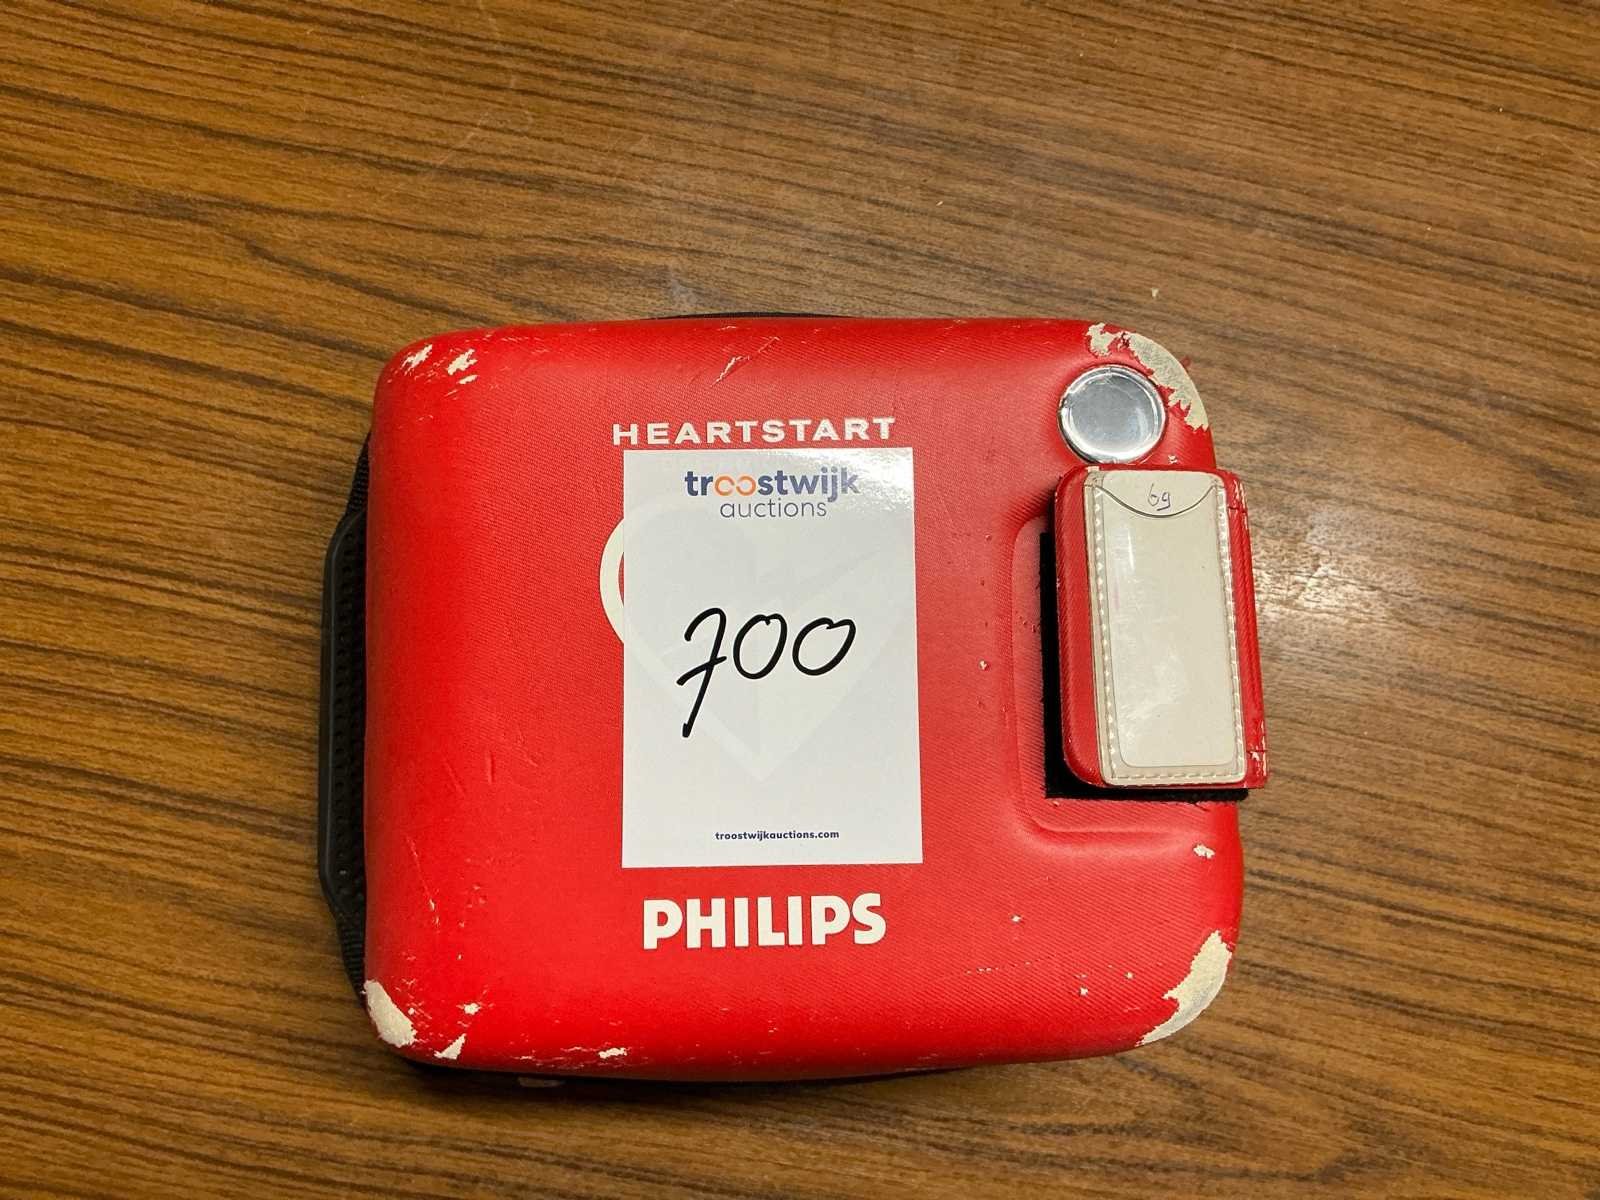 HEARTSTART
troostwijk
auctions
69
700
troostwijkauctions.com
PHILIPS